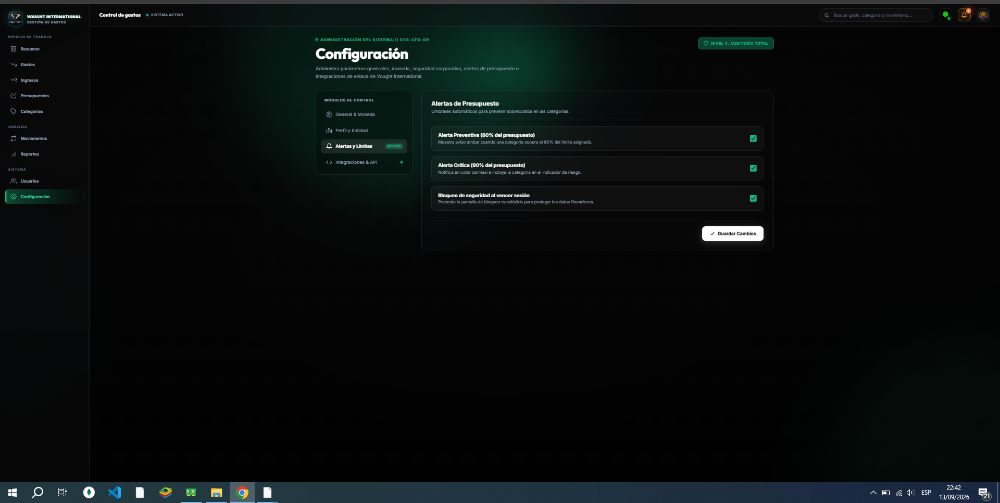 VOUGHT INTERNATIONAL
GESTIÓN DE GASTOS
Control de gastos
SISTEMA ACTIVO
Buscar gasto, categoría o movimiento...
1
ESPACIO DE TRABAJO
Resumen
Gastos
Ingresos
Presupuestos
Categorías
ANÁLISIS
Movimientos
Reportes
SISTEMA
Usuarios
Configuración
ADMINISTRACIÓN DEL SISTEMA // SYS-CFG-09
Configuración
Administra parámetros generales, moneda, seguridad corporativa, alertas de presupuesto e
integraciones de enlace de Vought International.
NIVEL 4: AUDITORÍA TOTAL
MÓDULOS DE CONTROL
General & Moneda
Perfil y Entidad
Alertas y Límites ACTIVO
Integraciones & API
Alertas de Presupuesto
Umbrales automáticos para prevenir sobrecostos en las categorías.
Alerta Preventiva (80% del presupuesto)
Muestra aviso ámbar cuando una categoría supera el 80% del límite asignado.
Alerta Crítica (90% del presupuesto)
Notifica en color carmesí e incluye la categoría en el indicador de riesgo.
Bloqueo de seguridad al vencer sesión
Presenta la pantalla de bloqueo translúcida para proteger los datos financieros.
Guardar Cambios
ESP
22:42
13/09/2026
21